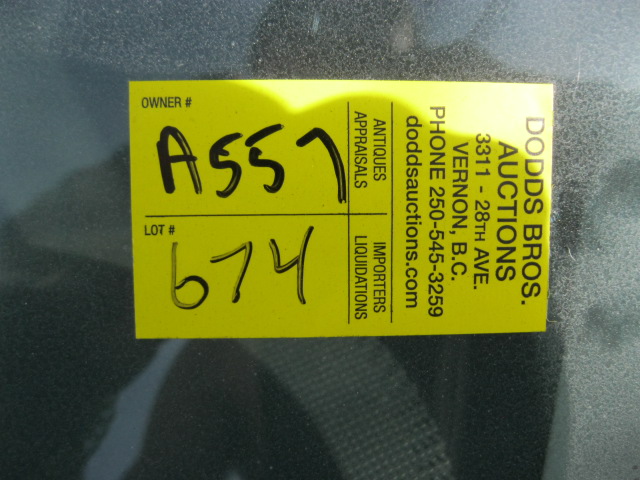 OWNER #
A557
LOT #
674
ANTIQUES
APPRAISALS
IMPORTERS
LIQUIDATIONS
DODDS BROS.
AUCTIONS
3311 - 28TH AVE.
VERNON, B.C.
PHONE 250-545-3259
doddsauctions.com